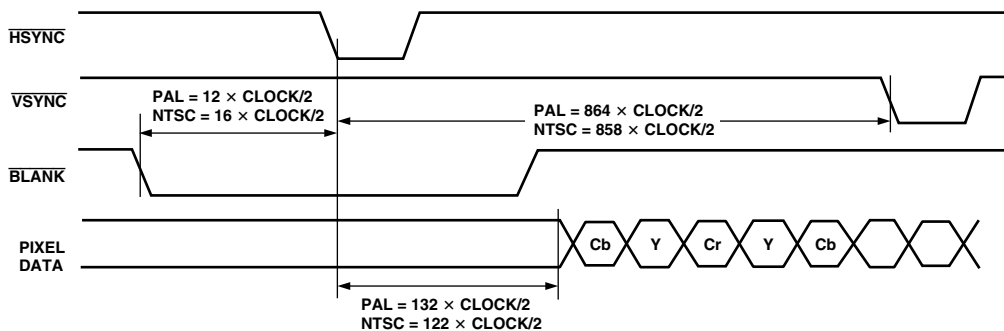 HSYNC
VSYNC
PAL = 12 × CLOCK/2
NTSC = 16 × CLOCK/2
PAL = 864 × CLOCK/2
NTSC = 858 × CLOCK/2
BLANK
PIXEL
DATA
Cb Y Cr Y Cb
PAL = 132 × CLOCK/2
NTSC = 122 × CLOCK/2